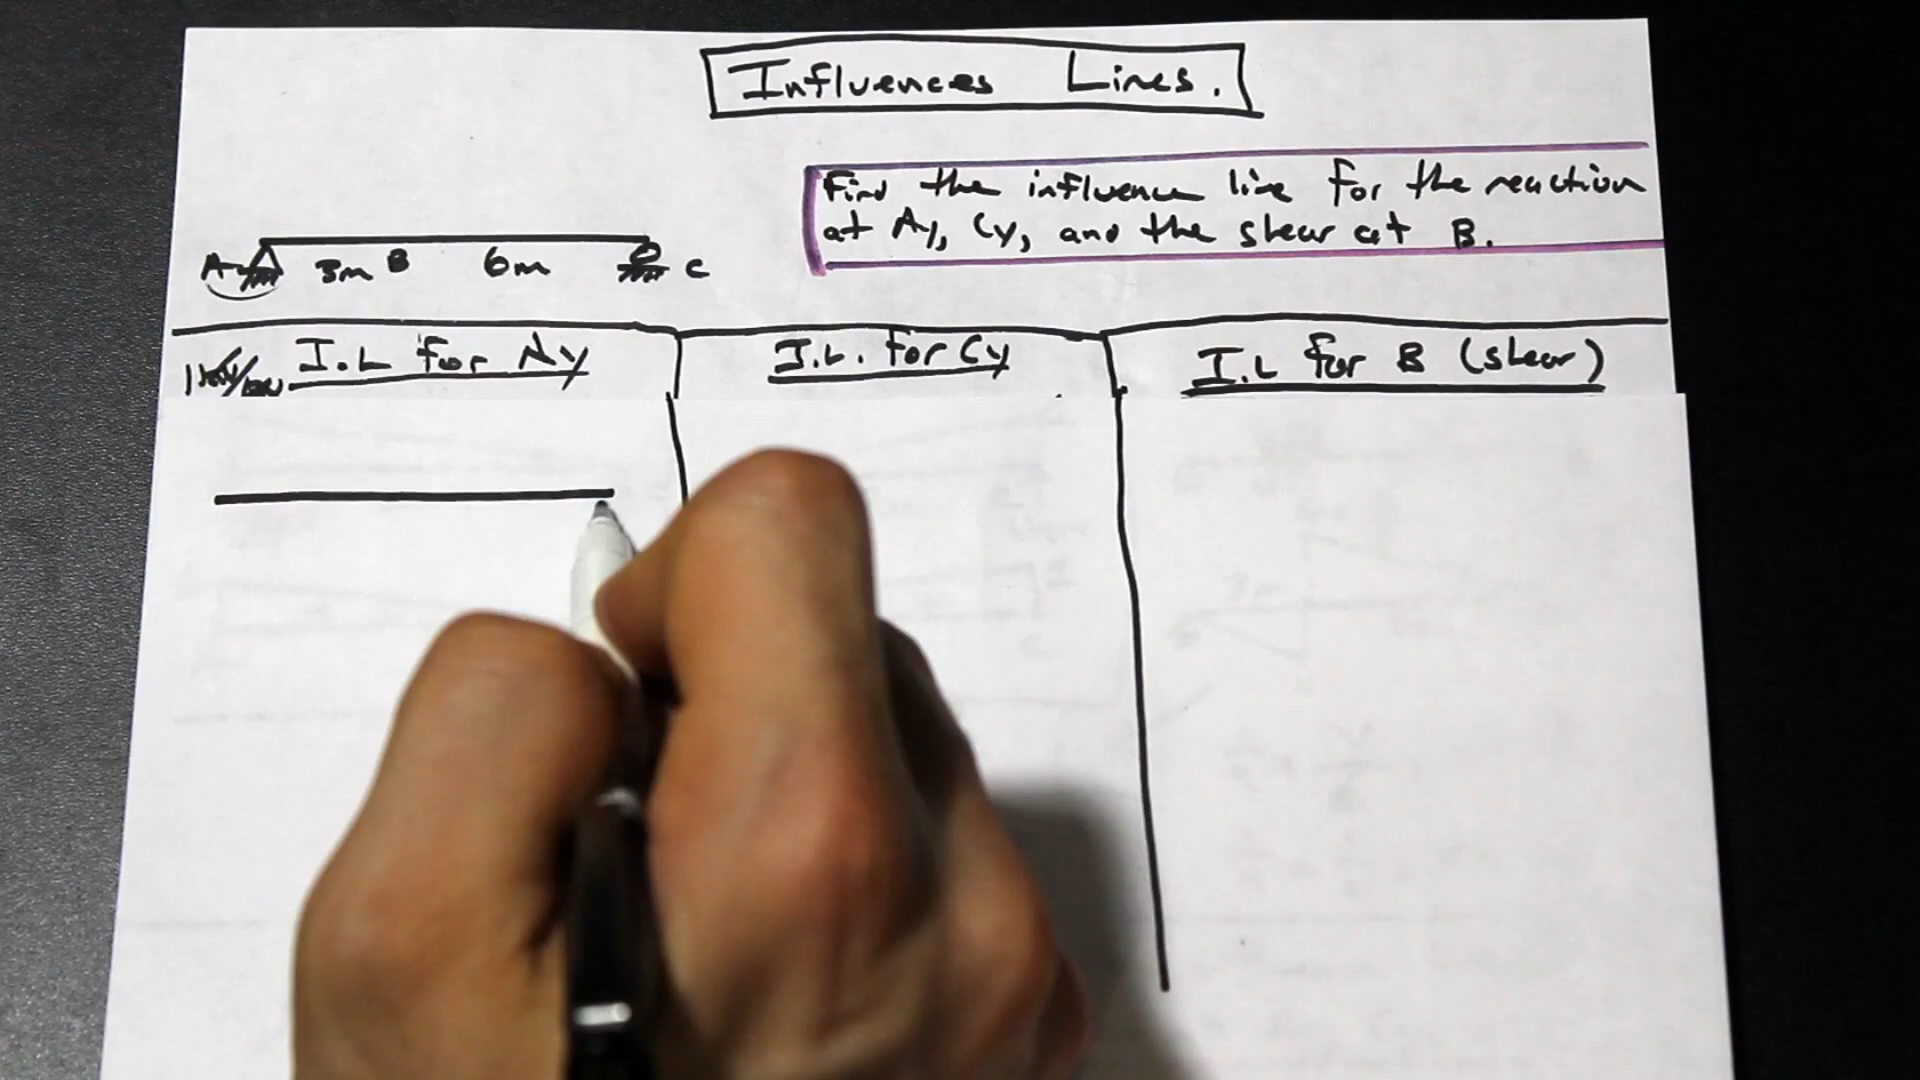 Influences Lines.
Find the influence line for the reaction
at Ay, Cy, and the shear at B.
A 3m B 6m C
I.L for Ay
I.L. for Cy
I.L for B (shear)